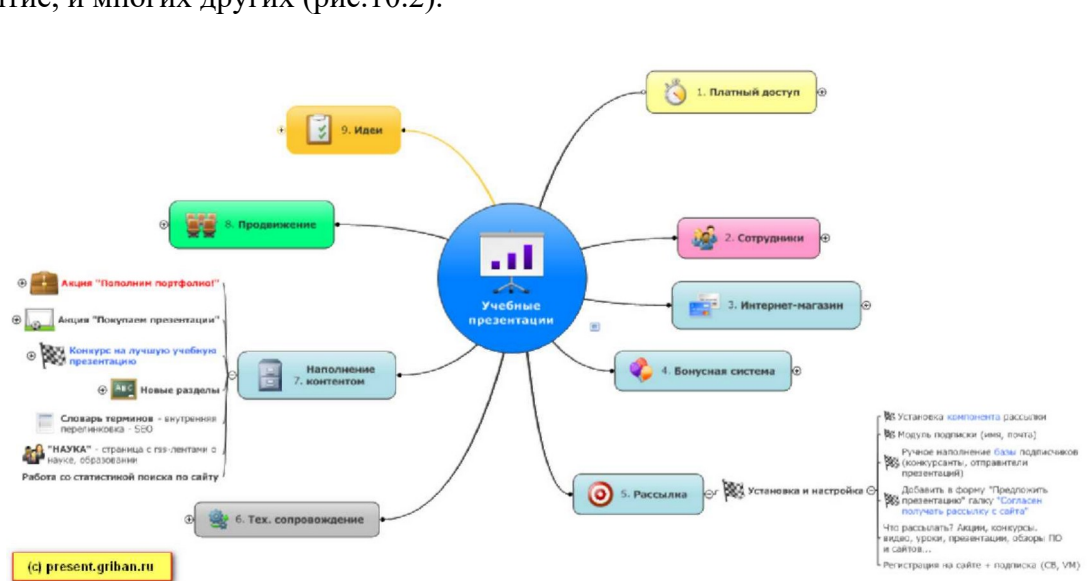 и многих других (рис.10.2).
1. Платный доступ
9. Идеи
8. Продвижение
2. Сотрудники
3. Интернет-магазин
Учебные
презентации
4. Бонусная система
Акция "Пополним портфолио!"
Акция "Покупаем презентации"
Конкурс на лучшую учебную
презентацию
Новые разделы
Словарь терминов - внутренняя
перелинковка - SEO
"НАУКА" - страница с rss-лентами о
науке, образовании
Работа со статистикой поиска по сайту
Наполнение
7. контентом
5. Рассылка
Установка и настройка
Установка компонента рассылки
Модуль подписки (имя, почта)
Ручное наполнение базы подписчиков
(конкурсанты, отправители
презентаций)
Добавить в форму "Предложить
презентацию" галку "Согласен
получать рассылку с сайта"
Что рассылать? Акции, конкурсы,
видео, уроки, презентации, обзоры ПО
и сайтов...
Регистрация на сайте + подписка (CB, VM)
6. Тех. сопровождение
ABC
(c) present.griban.ru